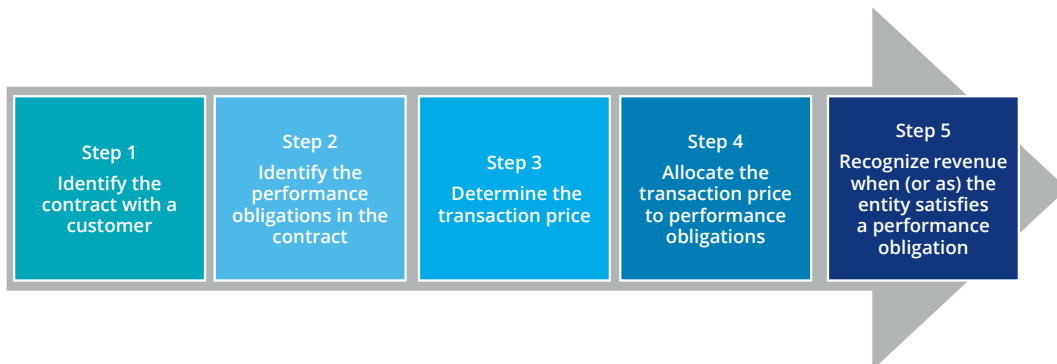 Step 1
Identify the
contract with a
customer
Step 2
Identify the
performance
obligations in the
contract
Step 3
Determine the
transaction price
Step 4
Allocate the
transaction price
to performance
obligations
Step 5
Recognize revenue
when (or as) the
entity satisfies
a performance
obligation